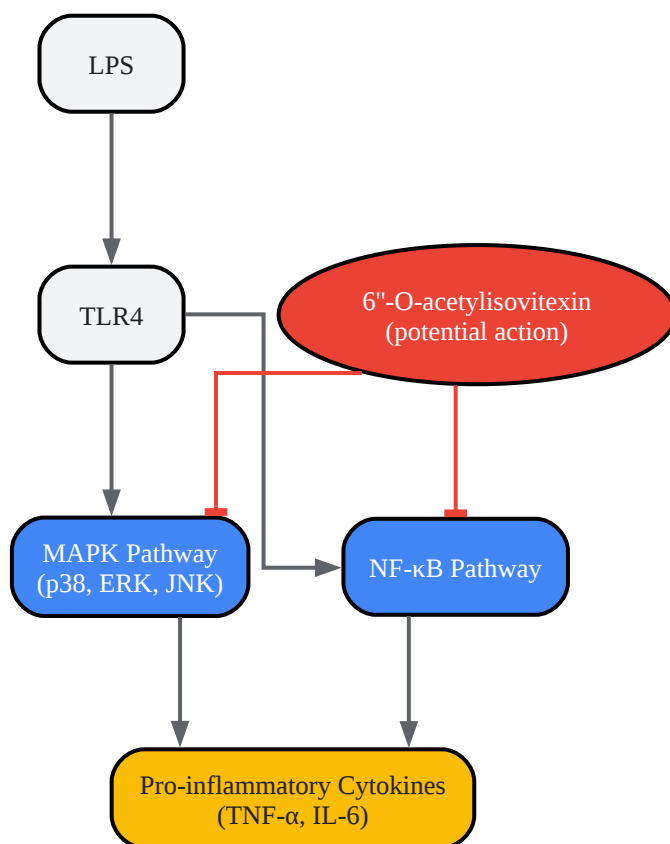 LPS
TLR4
6"-O-acetylisovitexin
(potential action)
MAPK Pathway
(p38, ERK, JNK)
NF-κB Pathway
Pro-inflammatory Cytokines
(TNF-α, IL-6)